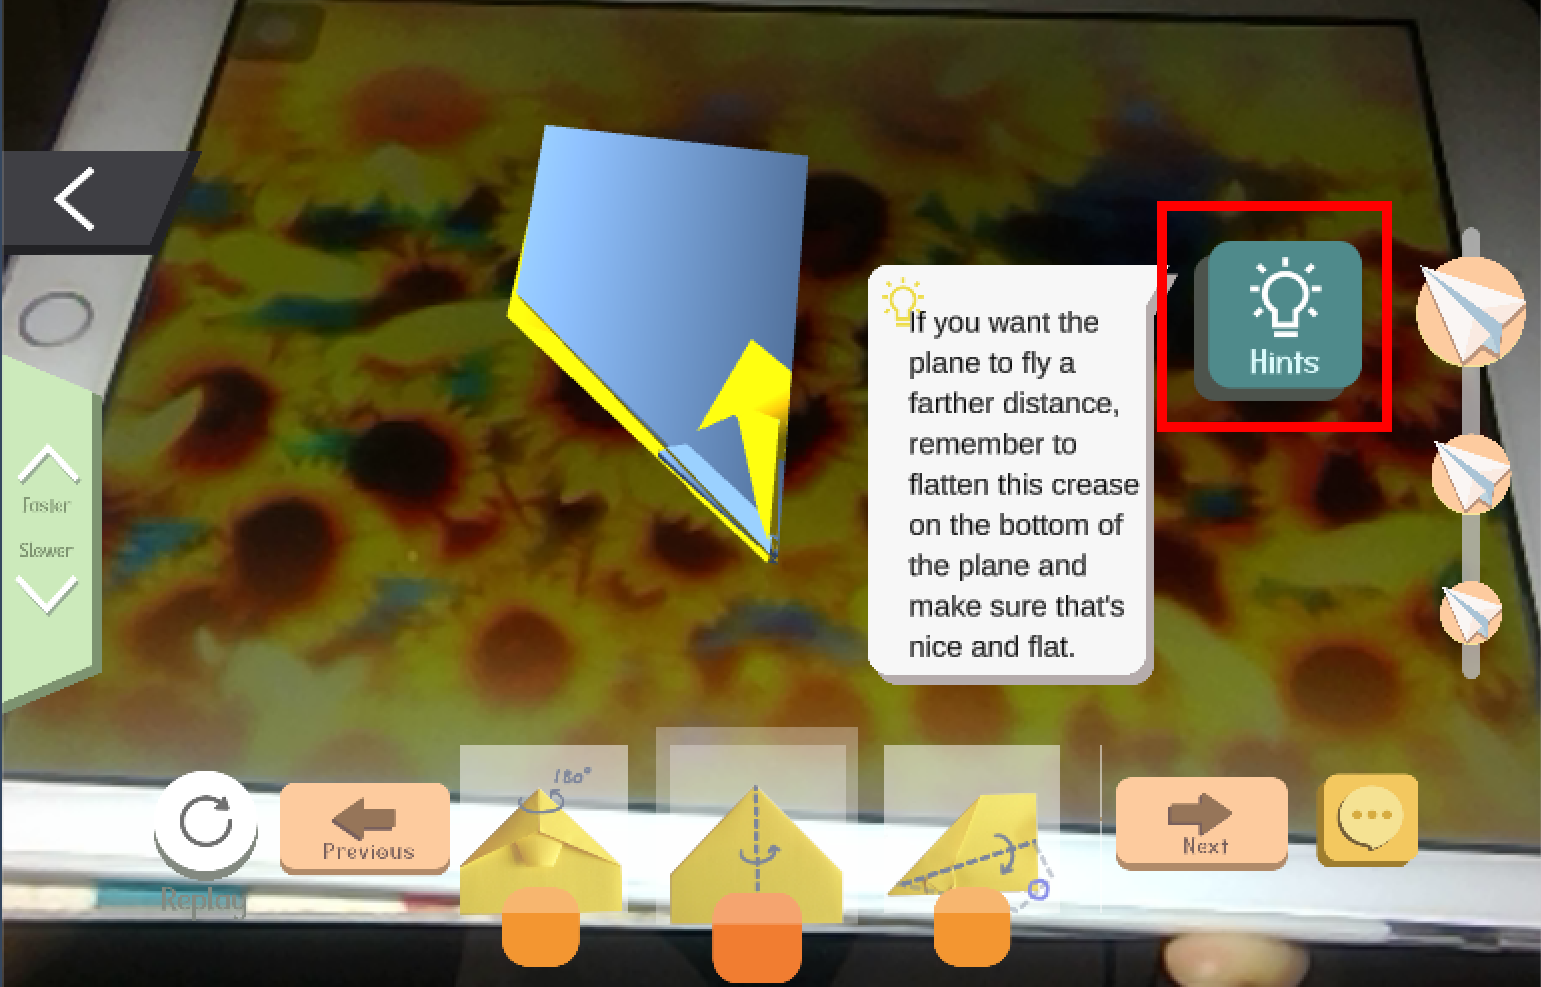 If you want the
plane to fly a
farther distance,
remember to
flatten this crease
on the bottom of
the plane and
make sure that's
nice and flat.
Hints
Faster
Slower
180°
Replay
Previous
Next